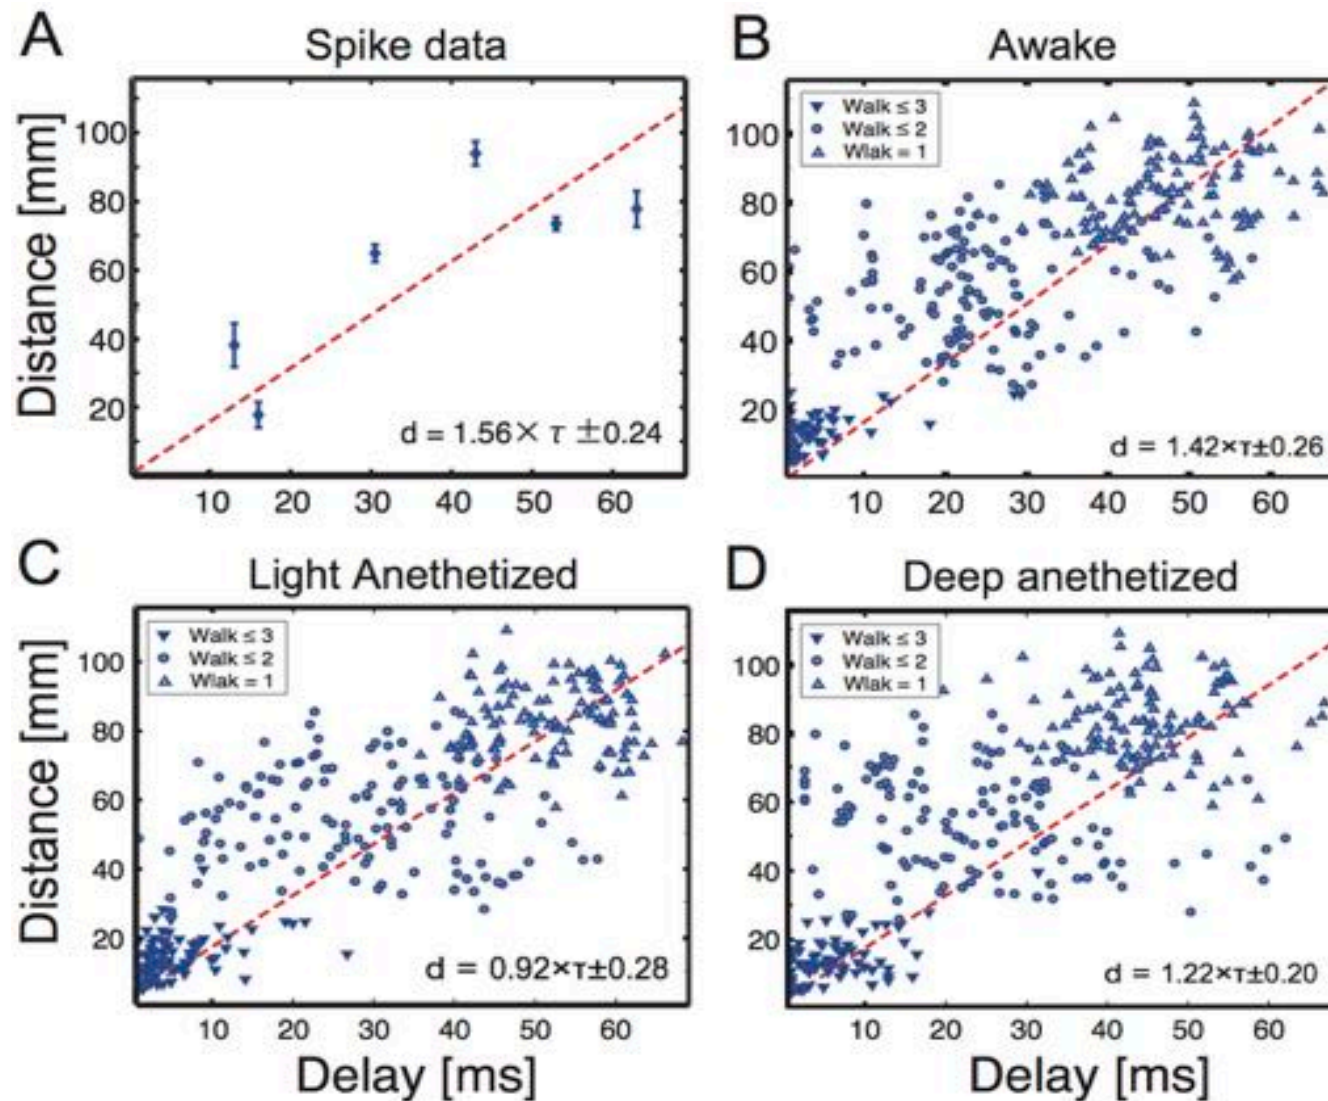 A
Spike data
Distance [mm]
100
80
60
40
20
d = 1.56× τ ±0.24
10 20 30 40 50 60
B
Awake
Walk ≤ 3
Walk ≤ 2
Wlak = 1
100
80
60
40
20
d = 1.42×τ±0.26
10 20 30 40 50 60
C
Light Anethetized
Distance [mm]
Walk ≤ 3
Walk ≤ 2
Wlak = 1
100
80
60
40
20
d = 0.92×τ±0.28
10 20 30 40 50 60
Delay [ms]
D
Deep anethetized
Walk ≤ 3
Walk ≤ 2
Wlak = 1
100
80
60
40
20
d = 1.22×τ±0.20
10 20 30 40 50 60
Delay [ms]